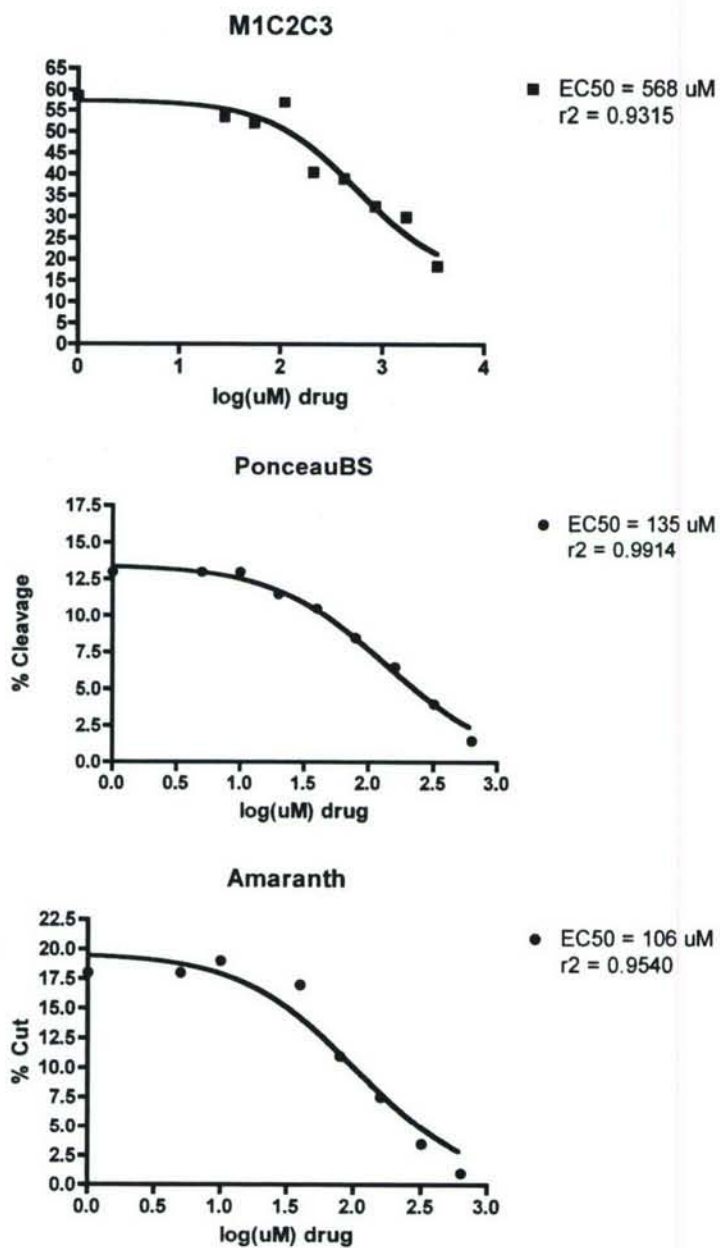 M1C2C3
65
60
55
50
45
40
35
30
25
20
15
10
5
0
0 1 2 3 4
log(uM) drug
EC50 = 568 uM
r2 = 0.9315
PonceauBS
% Cleavage
17.5
15.0
12.5
10.0
7.5
5.0
2.5
0.0
0.0 0.5 1.0 1.5 2.0 2.5 3.0
log(uM) drug
EC50 = 135 uM
r2 = 0.9914
Amaranth
% Cut
22.5
20.0
17.5
15.0
12.5
10.0
7.5
5.0
2.5
0.0
0.0 0.5 1.0 1.5 2.0 2.5 3.0
log(uM) drug
EC50 = 106 uM
r2 = 0.9540